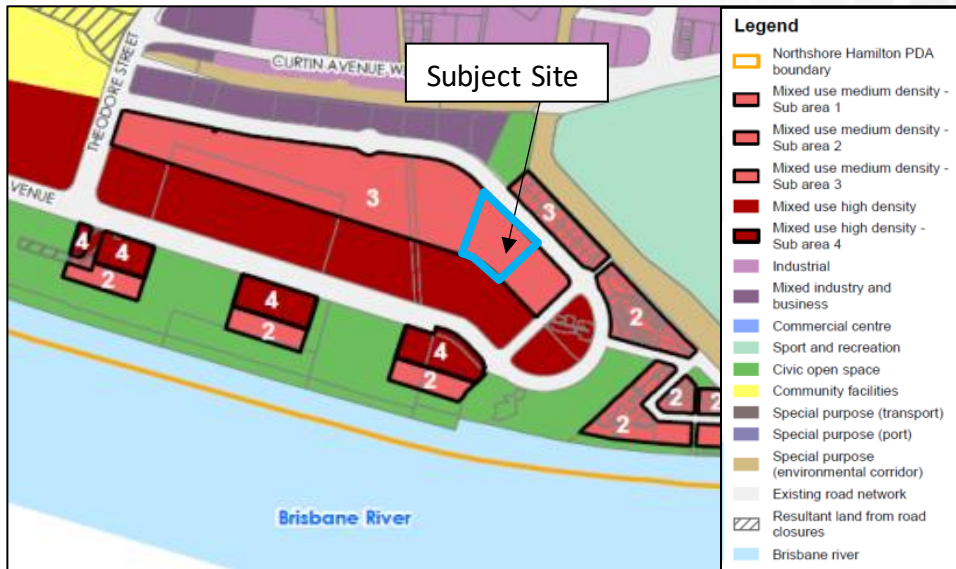 CURTIN AVENUE W
Subject Site
THEODORE STREET
AVENUE
3
3
4
4
2
4
2
4
2
2
2
2
2
Brisbane River
Legend
Northshore Hamilton PDA
boundary
Mixed use medium density -
Sub area 1
Mixed use medium density -
Sub area 2
Mixed use medium density -
Sub area 3
Mixed use high density
Mixed use high density -
Sub area 4
Industrial
Mixed industry and
business
Commercial centre
Sport and recreation
Civic open space
Community facilities
Special purpose (transport)
Special purpose (port)
Special purpose
(environmental corridor)
Existing road network
Resultant land from road
closures
Brisbane river